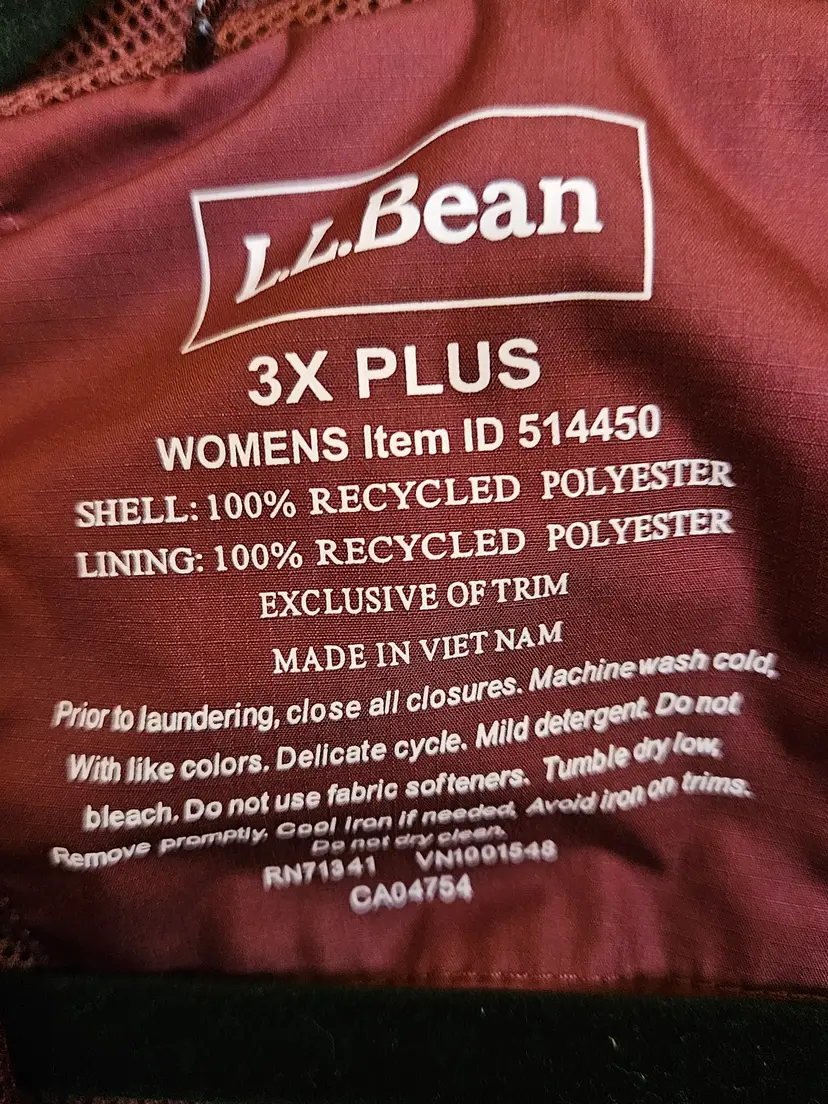 L.L.Bean
3X PLUS
WOMENS Item ID 514450
SHELL: 100% RECYCLED POLYESTER
LINING: 100% RECYCLED POLYESTER
EXCLUSIVE OF TRIM
MADE IN VIET NAM
Prior to laundering, close all closures. Machine wash cold,
With like colors. Delicate cycle. Mild detergent. Do not
bleach. Do not use fabric softeners. Tumble dry low,
Remove promptly. Cool Iron if needed. Avoid iron on trims.
Do not dry clean.
RN71341 VN1001548
CA04754